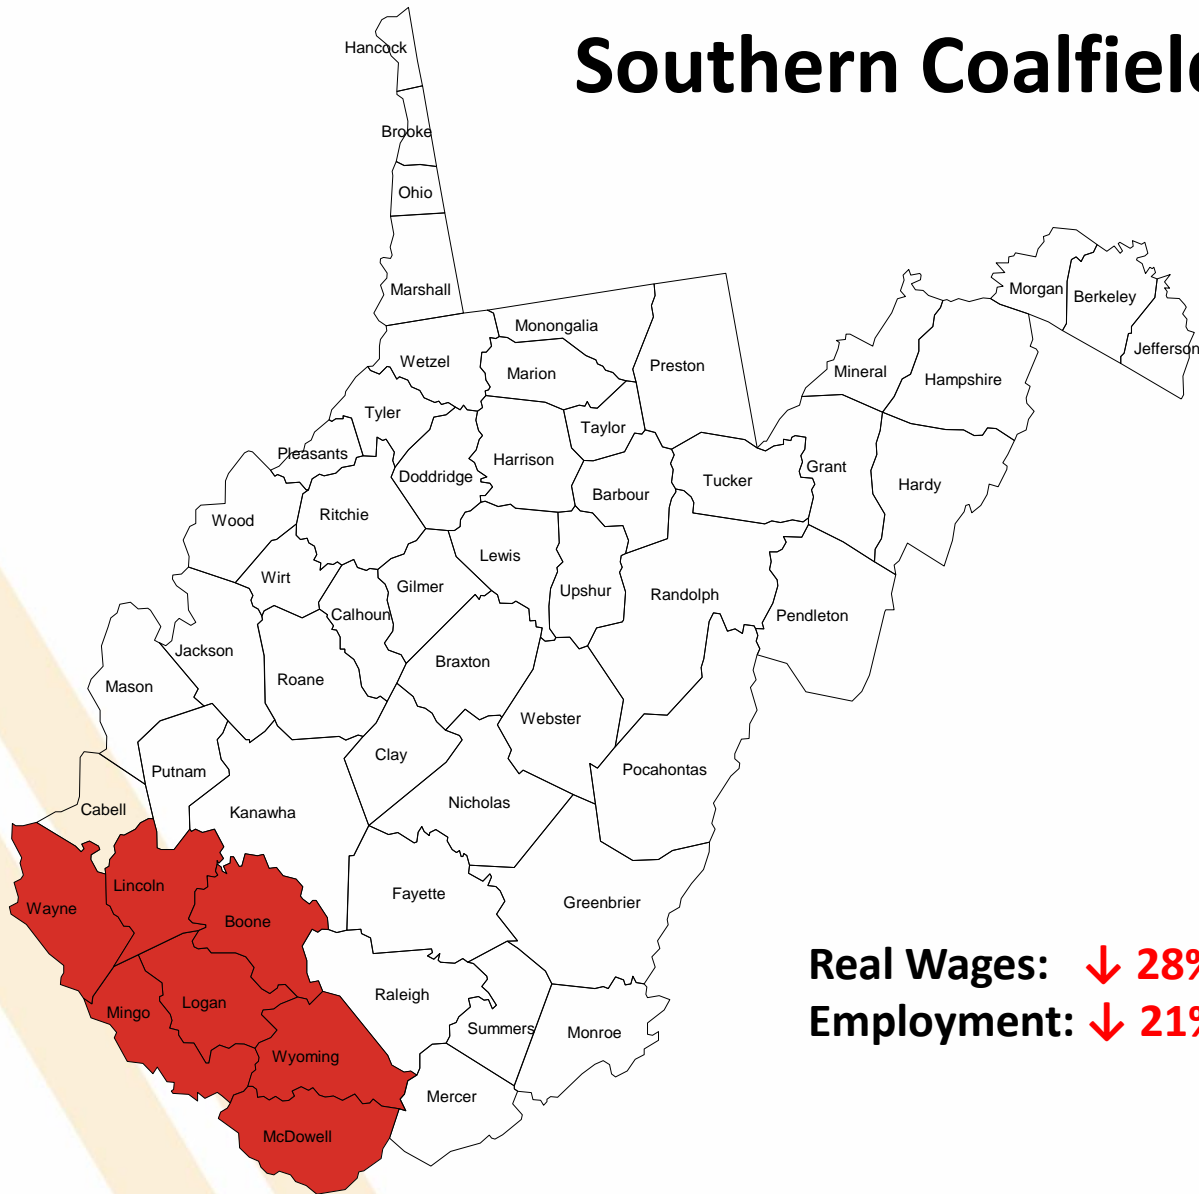 Southern Coalfield
Hancock
Brooke
Ohio
Marshall
Wetzel
Monongalia
Marion
Preston
Morgan
Berkeley
Jefferson
Mineral
Hampshire
Tyler
Pleasants
Doddridge
Harrison
Taylor
Barbour
Tucker
Grant
Hardy
Wood
Ritchie
Wirt
Calhoun
Gilmer
Lewis
Upshur
Randolph
Pendleton
Jackson
Mason
Roane
Braxton
Webster
Pocahontas
Putnam
Clay
Cabell
Kanawha
Nicholas
Wayne
Lincoln
Boone
Fayette
Greenbrier
Real Wages: ↓ 28%
Employment: ↓ 21%
Mingo
Logan
Raleigh
Summers
Monroe
Wyoming
Mercer
McDowell